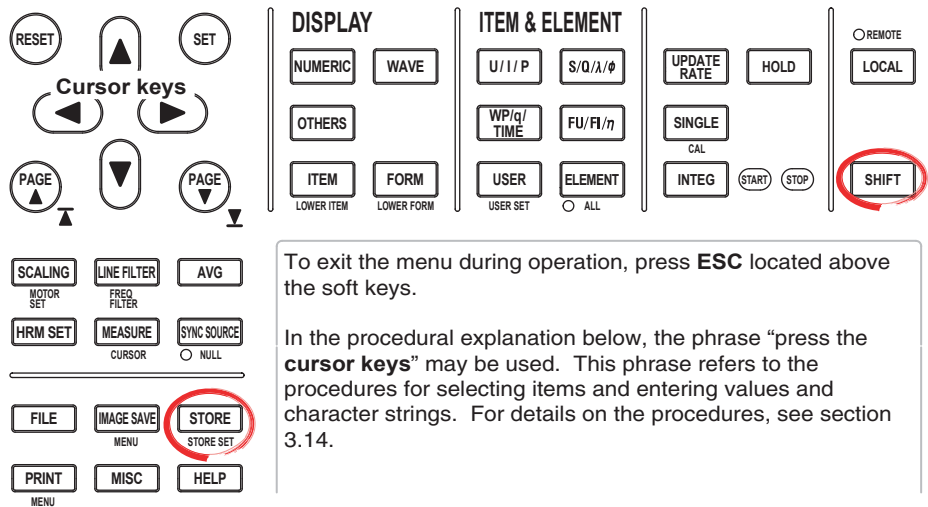 RESET
SET
Cursor keys
PAGE
PAGE
DISPLAY
NUMERIC
WAVE
OTHERS
ITEM
FORM
LOWER ITEM
LOWER FORM
ITEM & ELEMENT
U/I/P
S/Q/λ/ø
WP/q/
TIME
FU/FI/η
USER
ELEMENT
USER SET
ALL
UPDATE
RATE
HOLD
SINGLE
CAL
INTEG
START
STOP
REMOTE
LOCAL
SHIFT
SCALING
LINE FILTER
AVG
MOTOR
SET
FREQ
FILTER
HRM SET
MEASURE
SYNC SOURCE
CURSOR
NULL
FILE
IMAGE SAVE
STORE
MENU
STORE SET
PRINT
MISC
HELP
MENU
To exit the menu during operation, press ESC located above
the soft keys.
In the procedural explanation below, the phrase “press the
cursor keys” may be used. This phrase refers to the
procedures for selecting items and entering values and
character strings. For details on the procedures, see section
3.14.